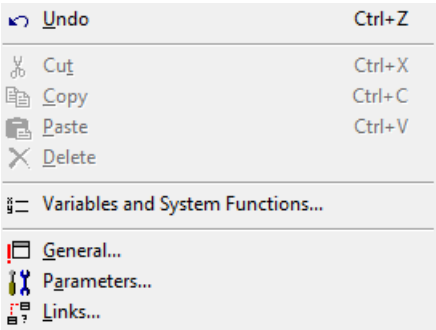 Undo Ctrl+Z
Cut Ctrl+X
Copy Ctrl+C
Paste Ctrl+V
Delete
Variables and System Functions...
General...
Parameters...
Links...